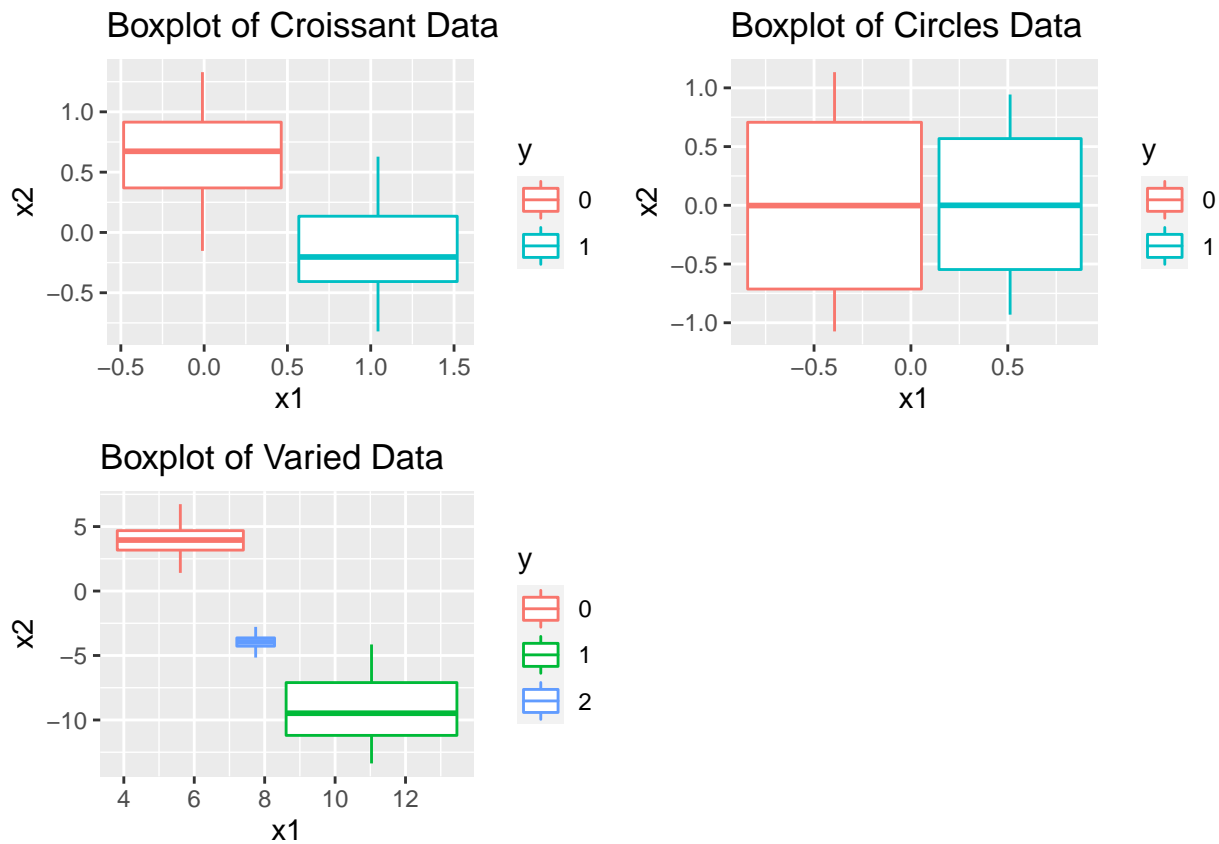 Boxplot of Croissant Data
1.0
0.5
0.0
−0.5
x2
−0.5 0.0 0.5 1.0 1.5
x1
y
0
1
Boxplot of Circles Data
1.0
0.5
0.0
−0.5
−1.0
x2
−0.5 0.0 0.5
x1
y
0
1
Boxplot of Varied Data
5
0
−5
−10
x2
4 6 8 10 12
x1
y
0
1
2